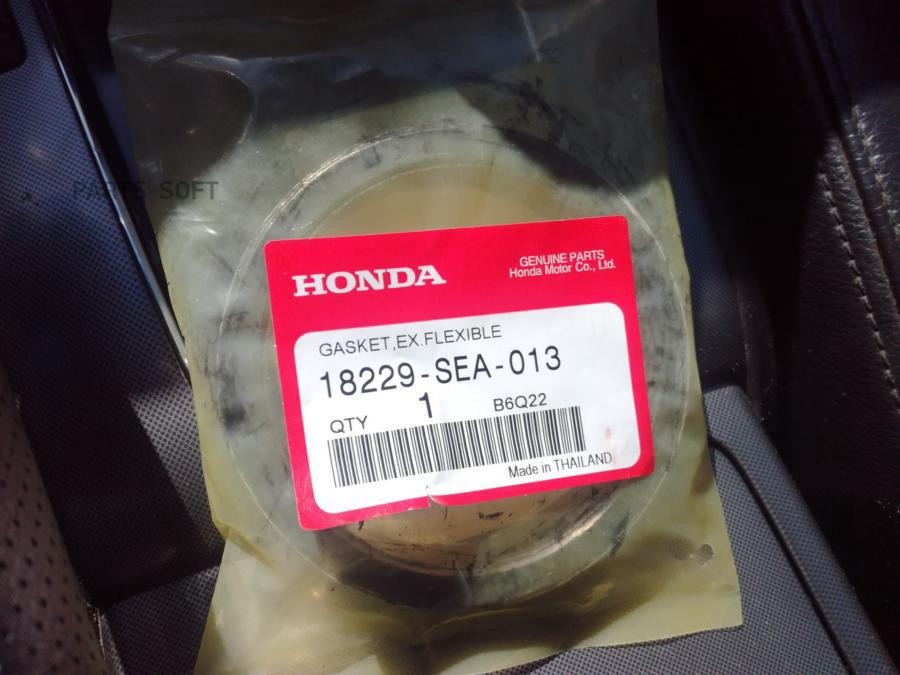 PARTS SOFT
HONDA
GENUINE PARTS
Honda Motor Co., Ltd.
GASKET,EX.FLEXIBLE
18229-SEA-013
QTY 1 B6Q22
Made in THAILAND